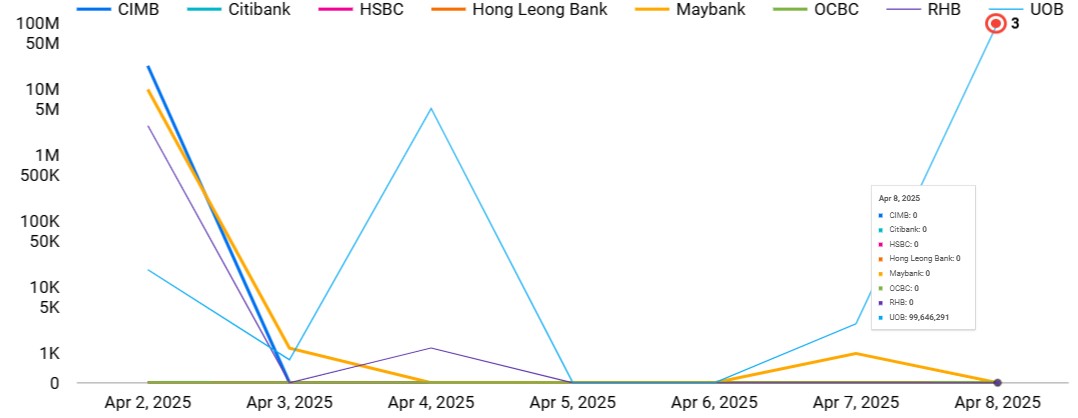 CIMB Citibank HSBC Hong Leong Bank Maybank OCBC RHB UOB
100M
3
50M
10M
5M
1M
500K
100K
50K
10K
5K
1K
0
Apr 8, 2025
CIMB: 0
Citibank: 0
HSBC: 0
Hong Leong Bank: 0
Maybank: 0
OCBC: 0
RHB: 0
UOB: 99,646,291
Apr 2, 2025 Apr 3, 2025 Apr 4, 2025 Apr 5, 2025 Apr 6, 2025 Apr 7, 2025 Apr 8, 2025